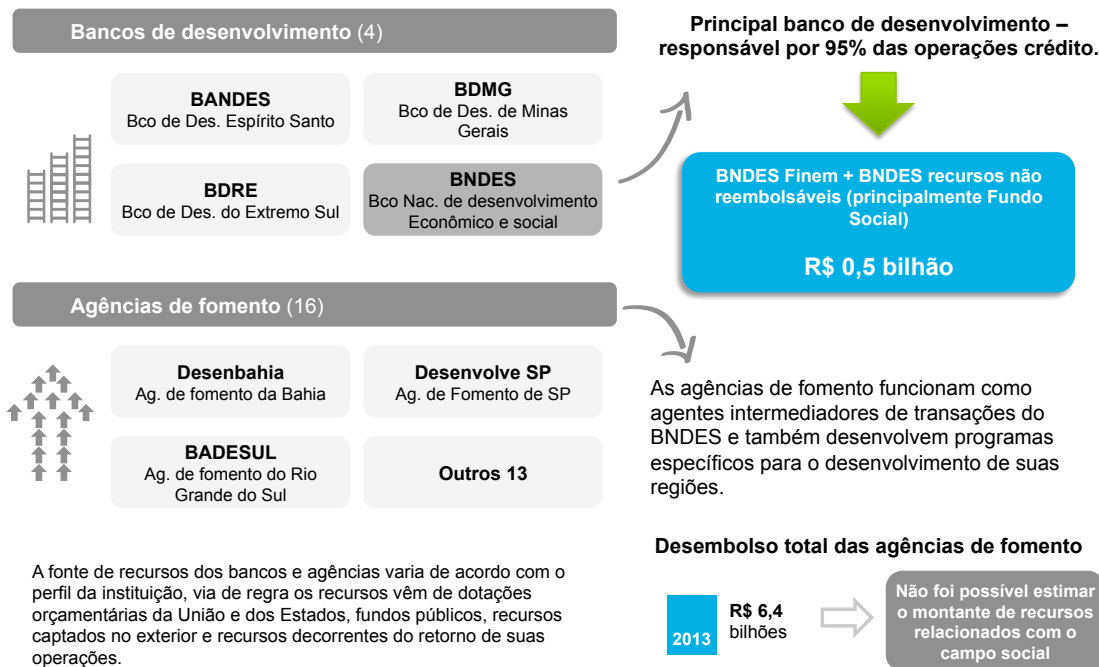 Bancos de desenvolvimento (4)
BANDES
Bco de Des. Espírito Santo
BDMG
Bco de Des. de Minas
Gerais
BDRE
Bco de Des. do Extremo Sul
BNDES
Bco Nac. de desenvolvimento
Econômico e social
Principal banco de desenvolvimento –
responsável por 95% das operações crédito.
BNDES Finem + BNDES recursos não
reembolsáveis (principalmente Fundo
Social)
R$ 0,5 bilhão
Agências de fomento (16)
Desenbahia
Ag. de fomento da Bahia
Desenvolve SP
Ag. de Fomento de SP
BADESUL
Ag. de fomento do Rio
Grande do Sul
Outros 13
As agências de fomento funcionam como
agentes intermediadores de transações do
BNDES e também desenvolvem programas
específicos para o desenvolvimento de suas
regiões.
A fonte de recursos dos bancos e agências varia de acordo com o
perfil da instituição, via de regra os recursos vêm de dotações
orçamentárias da União e dos Estados, fundos públicos, recursos
captados no exterior e recursos decorrentes do retorno de suas
operações.
Desembolso total das agências de fomento
2013
R$ 6,4
bilhões
Não foi possível estimar
o montante de recursos
relacionados com o
campo social